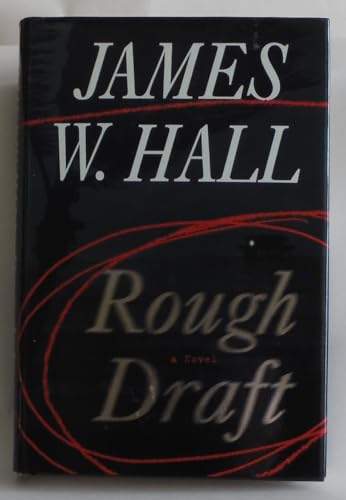 JAMES
W. HALL
Rough
a Novel
Draft